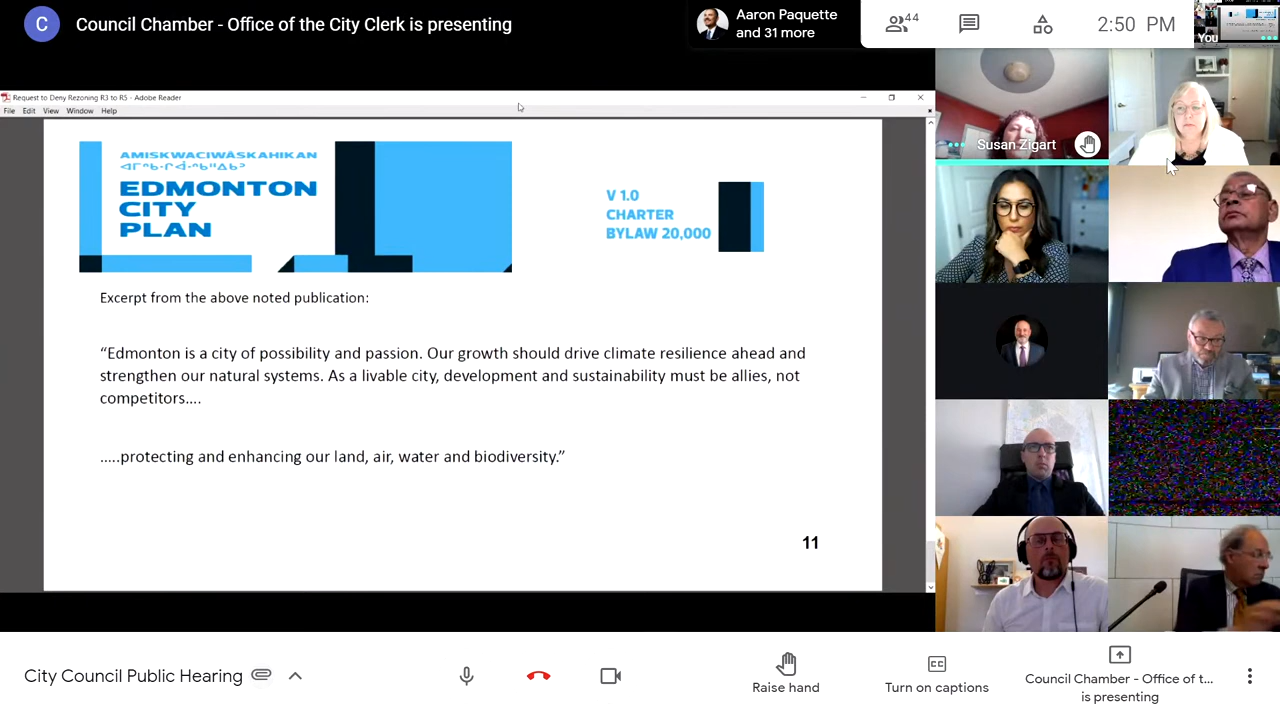 C
Council Chamber - Office of the City Clerk is presenting
Aaron Paquette
and 31 more
44
2:50 PM
You
Request to Deny Rezoning R3 to R5 - Adobe Reader
File Edit View Window Help
AMISKWACIWÂSKAHIKAN
EDMONTON
CITY
PLAN
V 1.0
CHARTER
BYLAW 20,000
Excerpt from the above noted publication:
“Edmonton is a city of possibility and passion. Our growth should drive climate resilience ahead and
strengthen our natural systems. As a livable city, development and sustainability must be allies, not
competitors....
.....protecting and enhancing our land, air, water and biodiversity.”
11
Susan Zigart
City Council Public Hearing
Raise hand
CC
Turn on captions
Council Chamber - Office of t...
is presenting